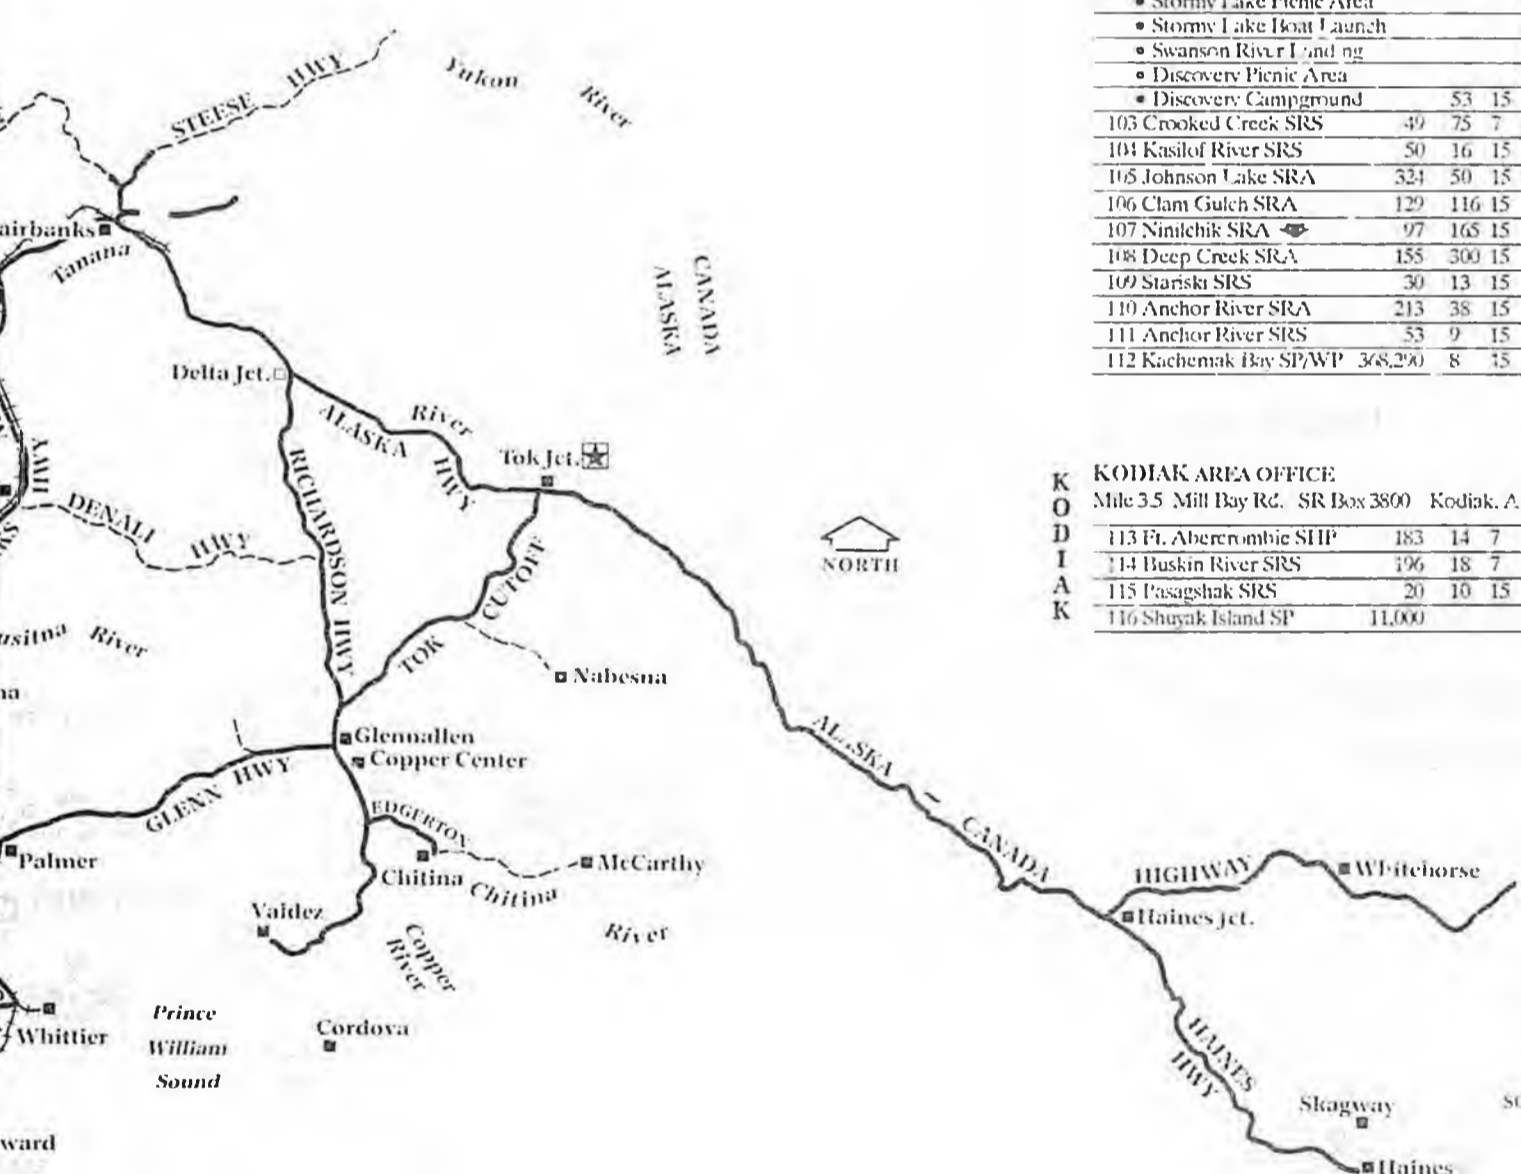 Stormy Lake Picnic Area
• Stormy Lake Boat Launch
• Swanson River Landing
• Discovery Picnic Area
• Discovery Campground 53 15
103 Crooked Creek SRS 49 75 7
104 Kasilof River SRS 50 16 15
105 Johnson Lake SRA 324 50 15
106 Clam Gulch SRA 129 116 15
107 Ninilchik SRA 97 165 15
108 Deep Creek SRA 155 300 15
109 Stariski SRS 30 13 15
110 Anchor River SRA 213 38 15
111 Anchor River SRS 53 9 15
112 Kachemak Bay SP/WP 368,290 8 15
KODIAK
KODIAK AREA OFFICE
Mile 3.5 Mill Bay Rd. SR Box 3800 Kodiak, A
113 Ft. Abercrombie SHP 183 14 7
114 Buskin River SRS 196 18 7
115 Pasagshak SRS 20 10 15
116 Shuyak Island SP 11,000
STEESE HWY
Yukon River
airbanks
Tanana
CANADA
ALASKA
Delta Jct.
River
ALASKA HWY
Tok Jct.
HWY
DENALI HWY
RICHARDSON HWY
NORTH
TOK CUTOFF
usitna River
Nabesna
na
Glennallen
Copper Center
GLENN HWY
ALASKA
EDGERTON
CANADA
HIGHWAY
Palmer
Chitina
McCarthy
Whitehorse
Chitina River
Valdez
Haines Jct.
Copper River
Prince
William
Sound
Whittier
Cordova
HAINES HWY
Skagway
ward
Haines